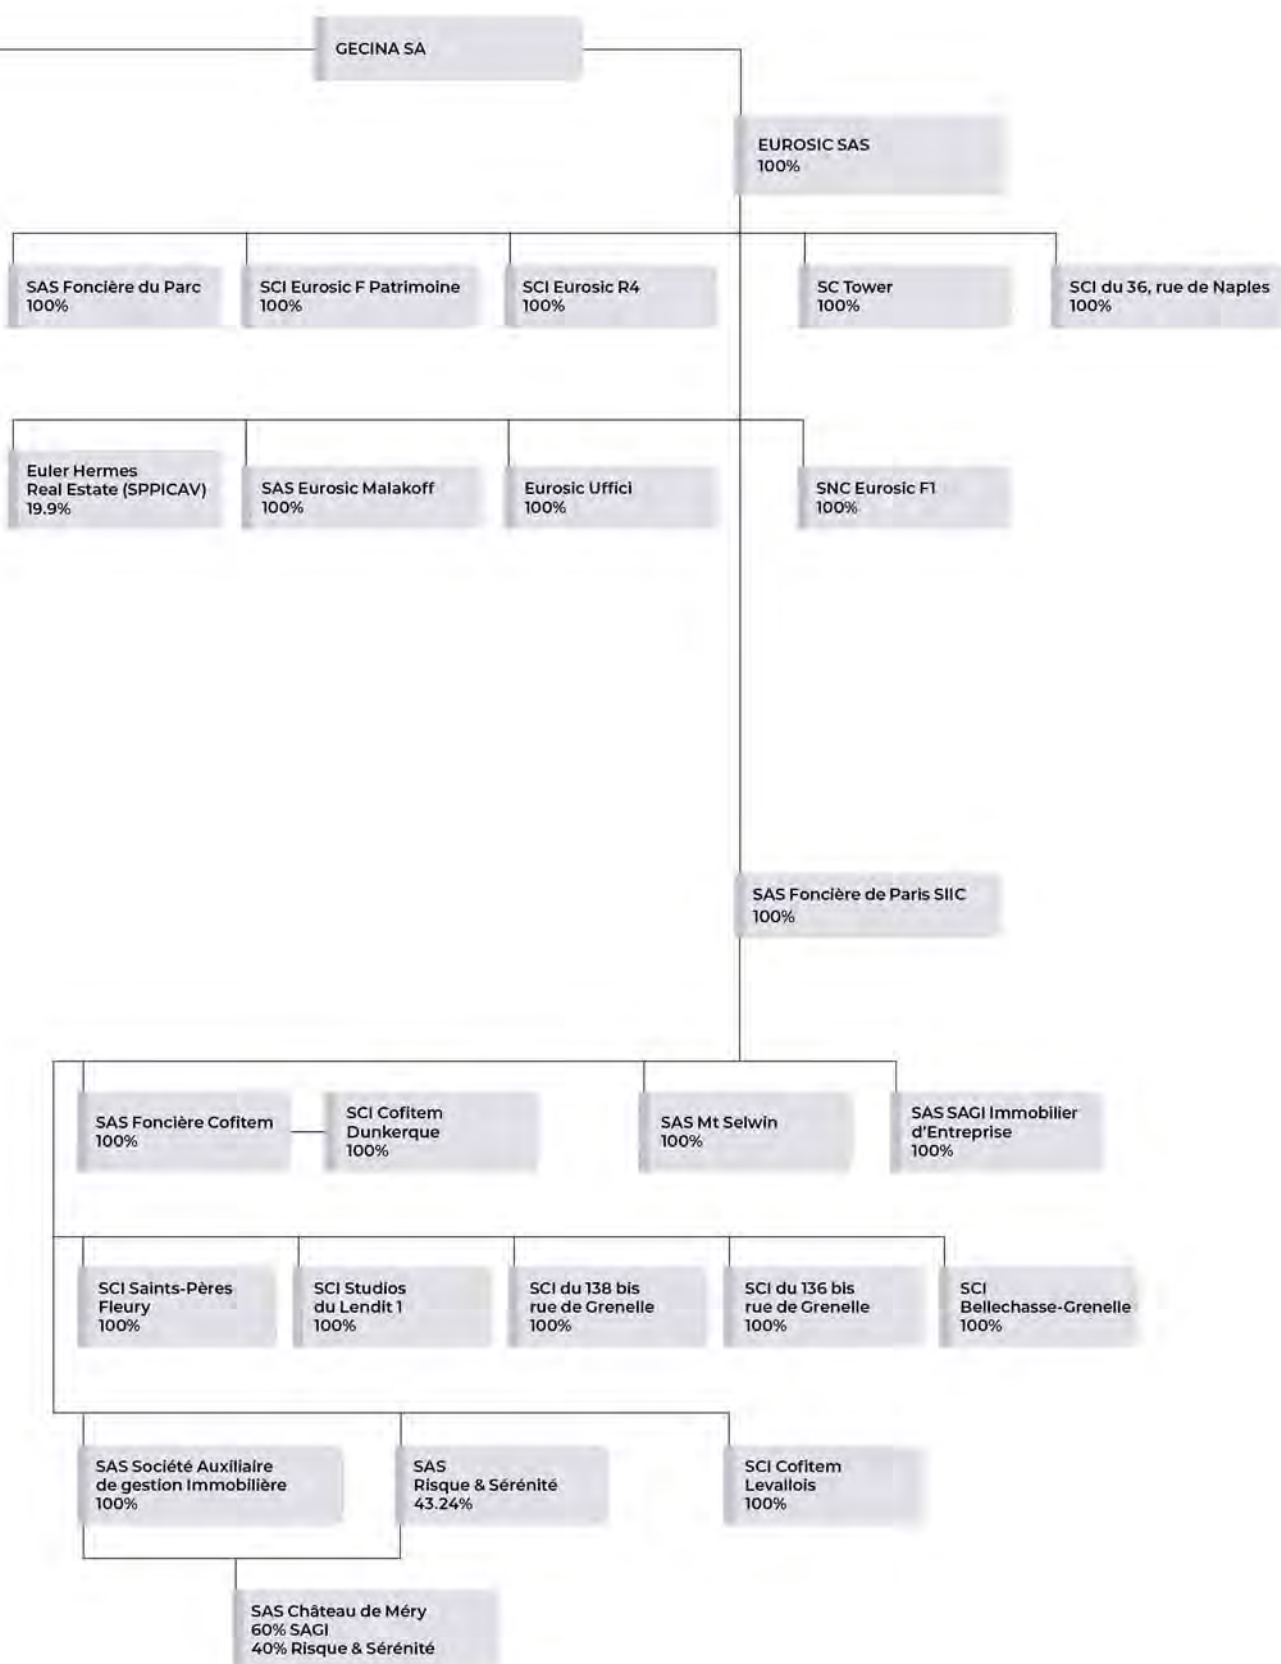 GECINA SA
EUROSIC SAS
100%
SAS Foncière du Parc
100%
SCI Eurosic F Patrimoine
100%
SCI Eurosic R4
100%
SC Tower
100%
SCI du 36, rue de Naples
100%
Euler Hermes
Real Estate (SPPICAV)
19.9%
SAS Eurosic Malakoff
100%
Eurosic Uffici
100%
SNC Eurosic F1
100%
SAS Foncière de Paris SIIC
100%
SAS Foncière Cofitem
100%
SCI Cofitem
Dunkerque
100%
SAS Mt Selwin
100%
SAS SAGI Immobilier
d'Entreprise
100%
SCI Saints-Pères
Fleury
100%
SCI Studios
du Lendit 1
100%
SCI du 138 bis
rue de Grenelle
100%
SCI du 136 bis
rue de Grenelle
100%
SCI
Bellechasse-Grenelle
100%
SAS Société Auxiliaire
de gestion Immobilière
100%
SAS
Risque & Sérénité
43.24%
SCI Cofitem
Levallois
100%
SAS Château de Méry
60% SAGI
40% Risque & Sérénité